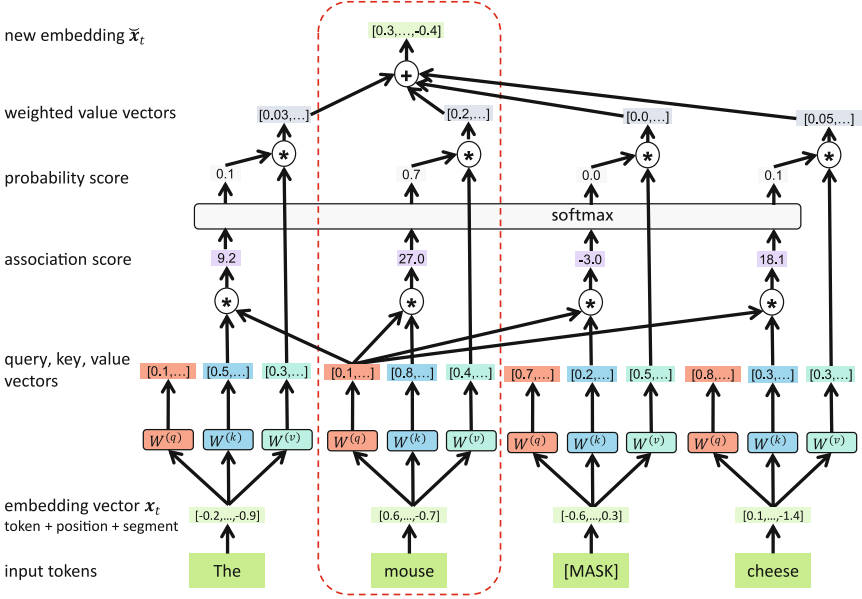 new embedding x̆ₜ
[0.3,...,-0.4]
+
weighted value vectors
[0.03,...]
[0.2,...]
[0.0,...]
[0.05,...]
* * * *
probability score
0.1
0.7
0.0
0.1
softmax
association score
9.2
27.0
-3.0
18.1
* * * *
query, key, value
vectors
[0.1,...] [0.5,...] [0.3,...]
[0.1,...] [0.8,...] [0.4,...]
[0.7,...] [0.2,...] [0.5,...]
[0.8,...] [0.3,...] [0.3,...]
W⁽q⁾ W⁽k⁾ W⁽v⁾
W⁽q⁾ W⁽k⁾ W⁽v⁾
W⁽q⁾ W⁽k⁾ W⁽v⁾
W⁽q⁾ W⁽k⁾ W⁽v⁾
embedding vector xₜ
token + position + segment
[-0.2,...,-0.9]
[0.6,...,-0.7]
[-0.6,...,0.3]
[0.1,...,-1.4]
input tokens
The
mouse
[MASK]
cheese